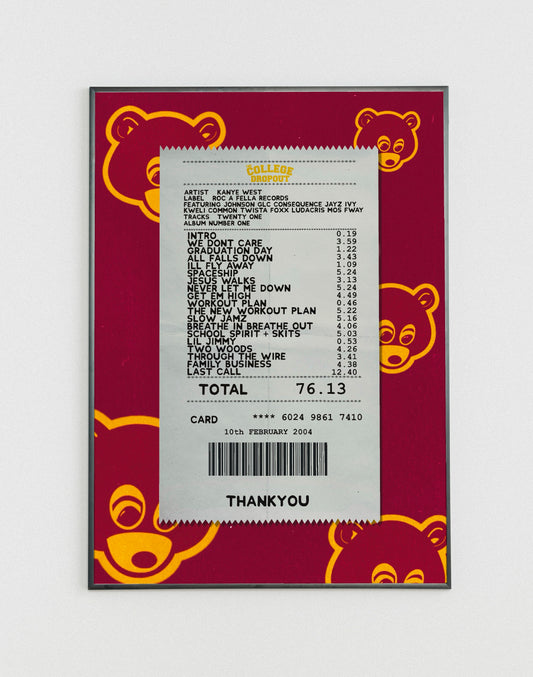 THE
COLLEGE
DROPOUT
ARTIST KANYE WEST
LABEL ROC A FELLA RECORDS
FEATURING JOHNSON GLC CONSEQUENCE JAYZ IVY
KWELI COMMON TWISTA FOXX LUDACRIS MOS FWAY
TRACKS TWENTY ONE
ALBUM NUMBER ONE
INTRO 0.19
WE DONT CARE 3.59
GRADUATION DAY 1.22
ALL FALLS DOWN 3.43
ILL FLY AWAY 1.09
SPACESHIP 5.24
JESUS WALKS 3.13
NEVER LET ME DOWN 5.24
GET EM HIGH 4.49
WORKOUT PLAN 0.46
THE NEW WORKOUT PLAN 5.22
SLOW JAMZ 5.16
BREATHE IN BREATHE OUT 4.06
SCHOOL SPIRIT + SKITS 5.03
LIL JIMMY 0.53
TWO WOODS 4.26
THROUGH THE WIRE 3.41
FAMILY BUSINESS 4.38
LAST CALL 12.40
TOTAL 76.13
CARD **** 6024 9861 7410
10th FEBRUARY 2004
THANKYOU